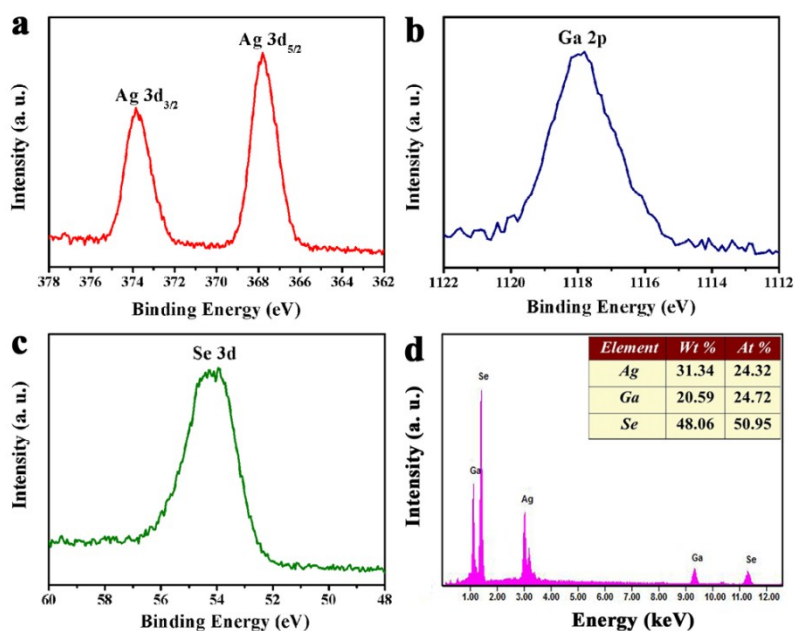 a
Ag 3d3/2
Ag 3d5/2
Intensity (a. u.)
378 376 374 372 370 368 366 364 362
Binding Energy (eV)
b
Ga 2p
Intensity (a. u.)
1122 1120 1118 1116 1114 1112
Binding Energy (eV)
c
Se 3d
Intensity (a. u.)
60 58 56 54 52 50 48
Binding Energy (eV)
d
Element Wt % At %
Ag 31.34 24.32
Ga 20.59 24.72
Se 48.06 50.95
Se
Ga
Ag
Ga
Se
Intensity (a. u.)
1.00 2.00 3.00 4.00 5.00 6.00 7.00 8.00 9.00 10.00 11.00 12.00
Energy (keV)